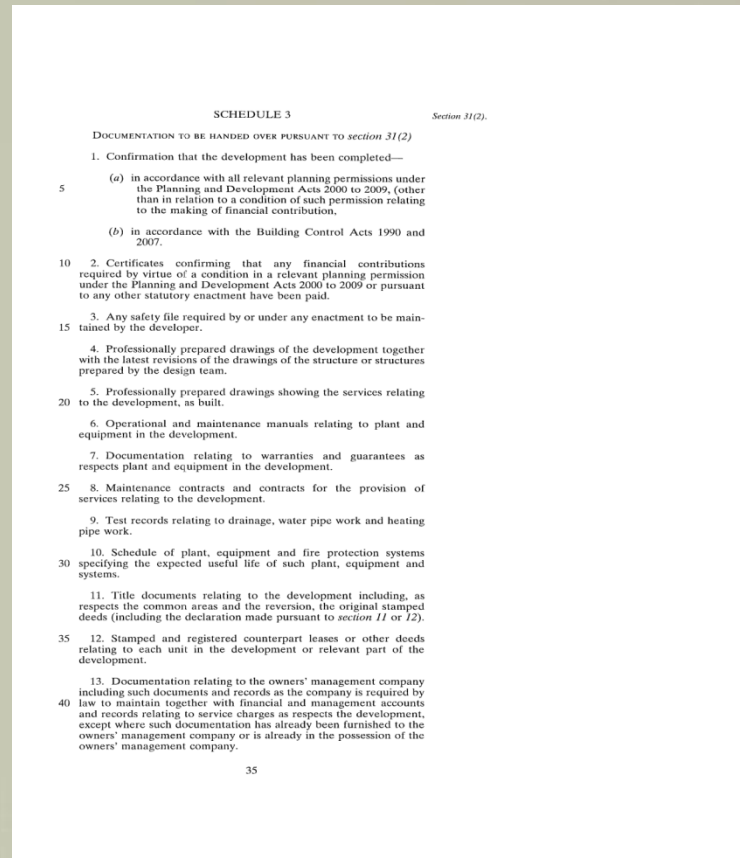 SCHEDULE 3 Section 31(2).
DOCUMENTATION TO BE HANDED OVER PURSUANT TO section 31(2)
1. Confirmation that the development has been completed—
(a) in accordance with all relevant planning permissions under
5 the Planning and Development Acts 2000 to 2009, (other
than in relation to a condition of such permission relating
to the making of financial contribution,
(b) in accordance with the Building Control Acts 1990 and
2007.
10 2. Certificates confirming that any financial contributions
required by virtue of a condition in a relevant planning permission
under the Planning and Development Acts 2000 to 2009 or pursuant
to any other statutory enactment have been paid.
3. Any safety file required by or under any enactment to be main-
15 tained by the developer.
4. Professionally prepared drawings of the development together
with the latest revisions of the drawings of the structure or structures
prepared by the design team.
5. Professionally prepared drawings showing the services relating
20 to the development, as built.
6. Operational and maintenance manuals relating to plant and
equipment in the development.
7. Documentation relating to warranties and guarantees as
respects plant and equipment in the development.
25 8. Maintenance contracts and contracts for the provision of
services relating to the development.
9. Test records relating to drainage, water pipe work and heating
pipe work.
10. Schedule of plant, equipment and fire protection systems
30 specifying the expected useful life of such plant, equipment and
systems.
11. Title documents relating to the development including, as
respects the common areas and the reversion, the original stamped
deeds (including the declaration made pursuant to section 11 or 12).
35 12. Stamped and registered counterpart leases or other deeds
relating to each unit in the development or relevant part of the
development.
13. Documentation relating to the owners' management company
including such documents and records as the company is required by
40 law to maintain together with financial and management accounts
and records relating to service charges as respects the development,
except where such documentation has already been furnished to the
owners' management company or is already in the possession of the
owners' management company.
35